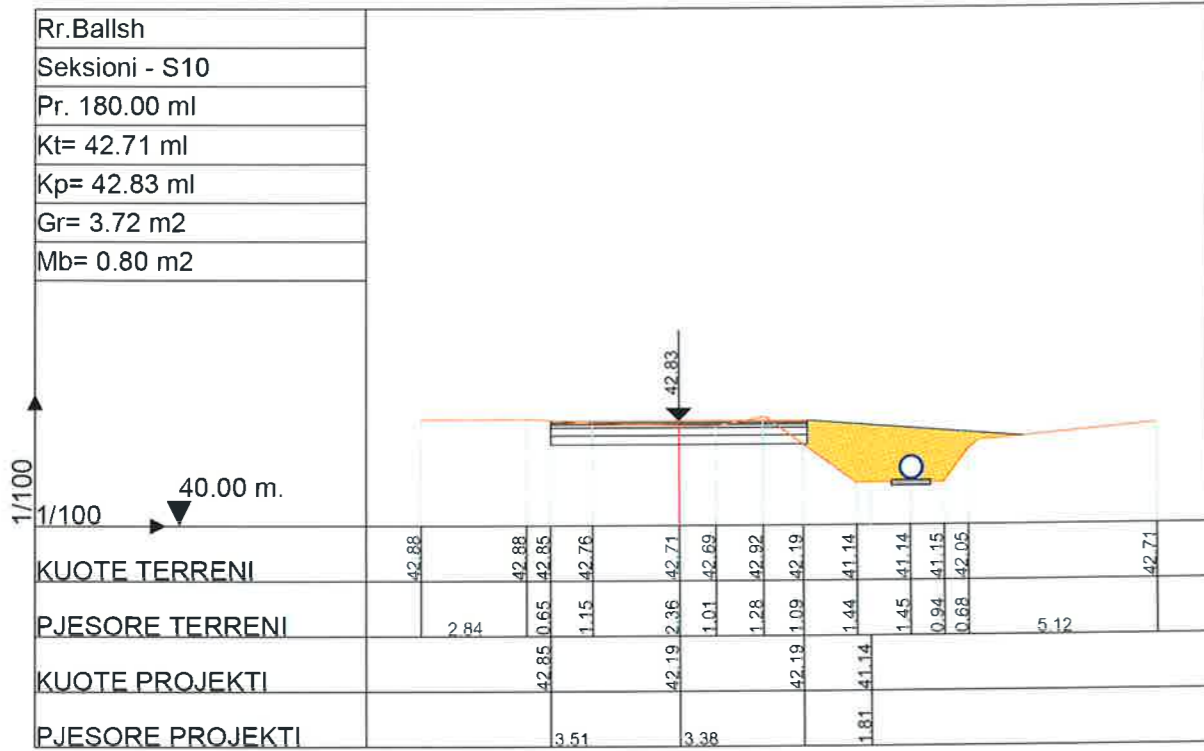 Rr.Ballsh
Seksioni - S10
Pr. 180.00 ml
Kt= 42.71 ml
Kp= 42.83 ml
Gr= 3.72 m2
Mb= 0.80 m2
42.83
1/100
40.00 m.
1/100
KUOTE TERRENI 42.88 42.88 42.85 42.76 42.71 42.69 42.92 42.19 41.14 41.14 41.15 42.05 42.71
PJESORE TERRENI 2.84 0.65 1.15 2.36 1.01 1.28 1.09 1.44 1.45 0.94 0.68 5.12
KUOTE PROJEKTI 42.85 42.19 42.19 41.14
PJESORE PROJEKTI 3.51 3.38 1.81